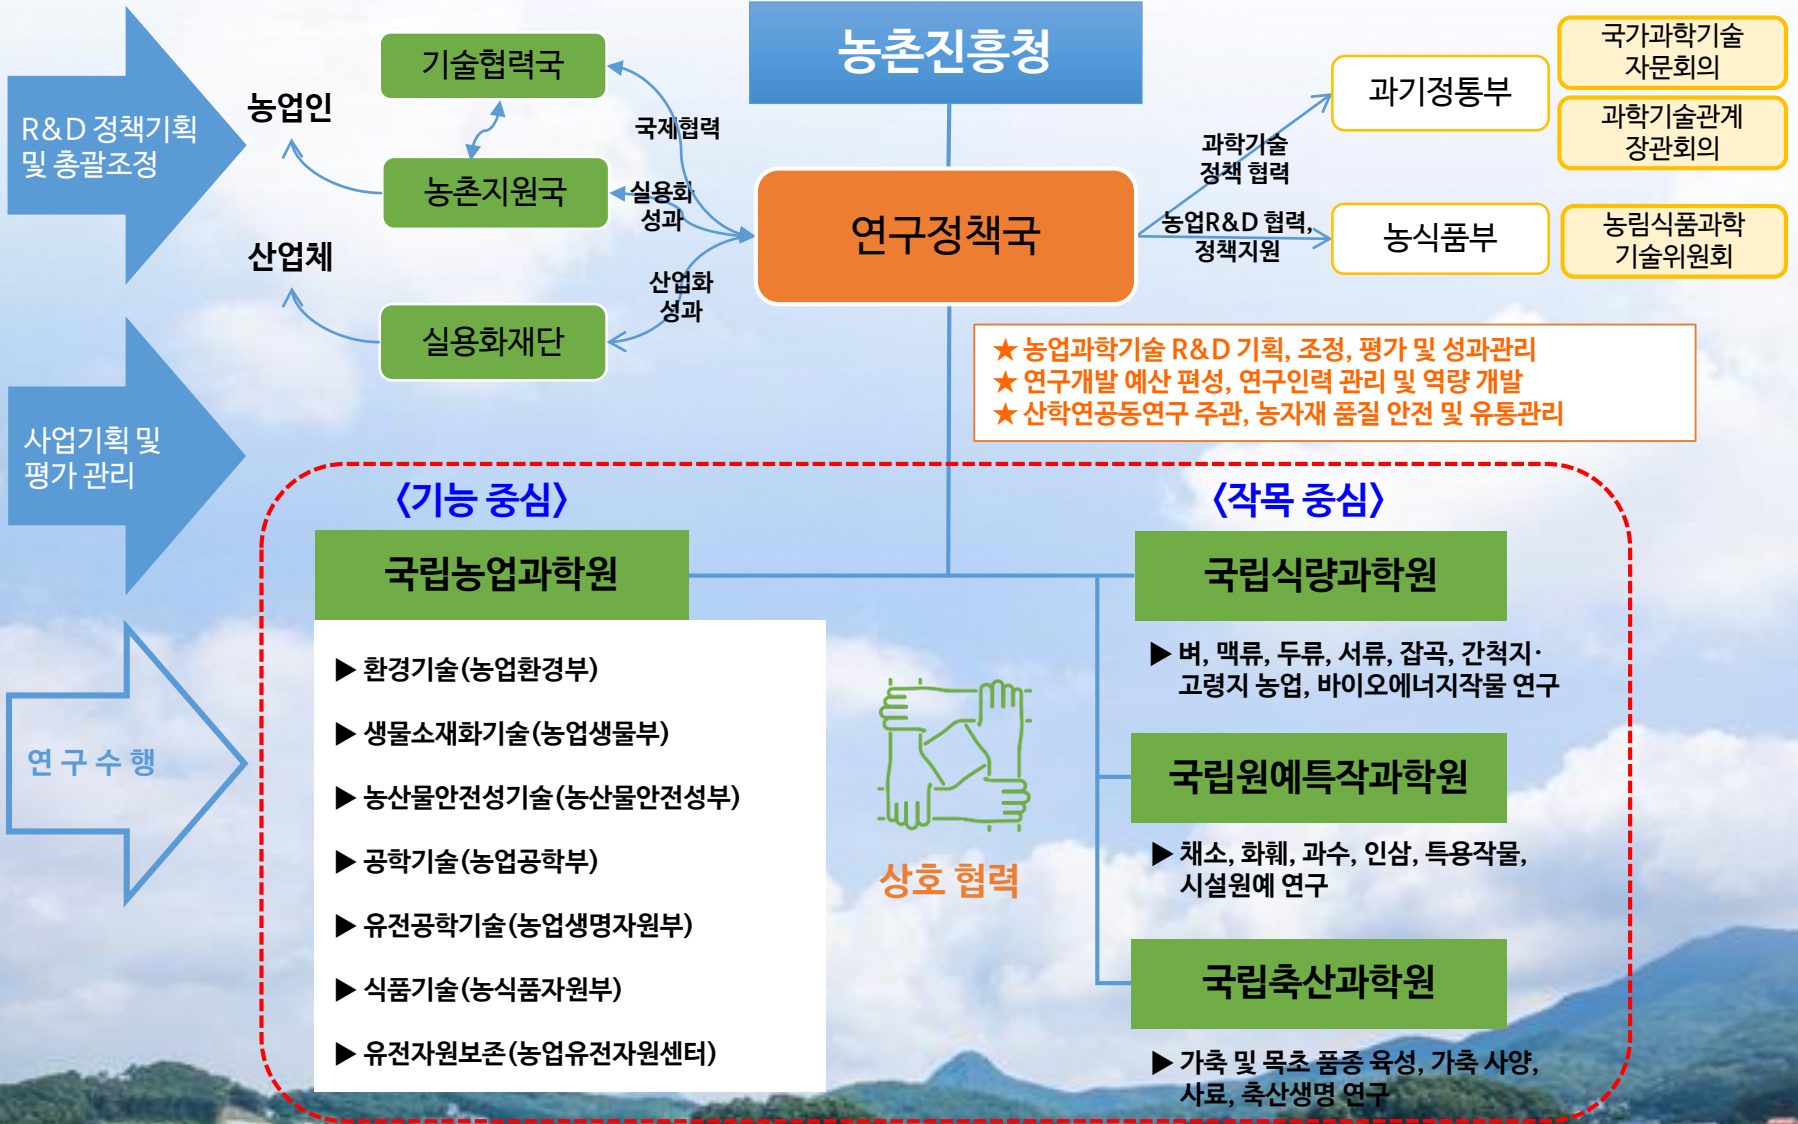 농촌진흥청
R&D 정책기획
및 총괄조정
사업기획 및
평가 관리
연 구 수 행
농업인
산업체
기술협력국
농촌지원국
실용화재단
국제협력
실용화
성과
산업화
성과
연구정책국
과학기술
정책 협력
농업R&D 협력,
정책지원
과기정통부
농식품부
국가과학기술
자문회의
과학기술관계
장관회의
농림식품과학
기술위원회
★ 농업과학기술 R&D 기획, 조정, 평가 및 성과관리
★ 연구개발 예산 편성, 연구인력 관리 및 역량 개발
★ 산학연공동연구 주관, 농자재 품질 안전 및 유통관리
〈기능 중심〉
국립농업과학원
▶ 환경기술(농업환경부)
▶ 생물소재화기술(농업생물부)
▶ 농산물안전성기술(농산물안전성부)
▶ 공학기술(농업공학부)
▶ 유전공학기술(농업생명자원부)
▶ 식품기술(농식품자원부)
▶ 유전자원보존(농업유전자원센터)
상호 협력
〈작목 중심〉
국립식량과학원
▶ 벼, 맥류, 두류, 서류, 잡곡, 간척지·
고령지 농업, 바이오에너지작물 연구
국립원예특작과학원
▶ 채소, 화훼, 과수, 인삼, 특용작물,
시설원예 연구
국립축산과학원
▶ 가축 및 목초 품종 육성, 가축 사양,
사료, 축산생명 연구